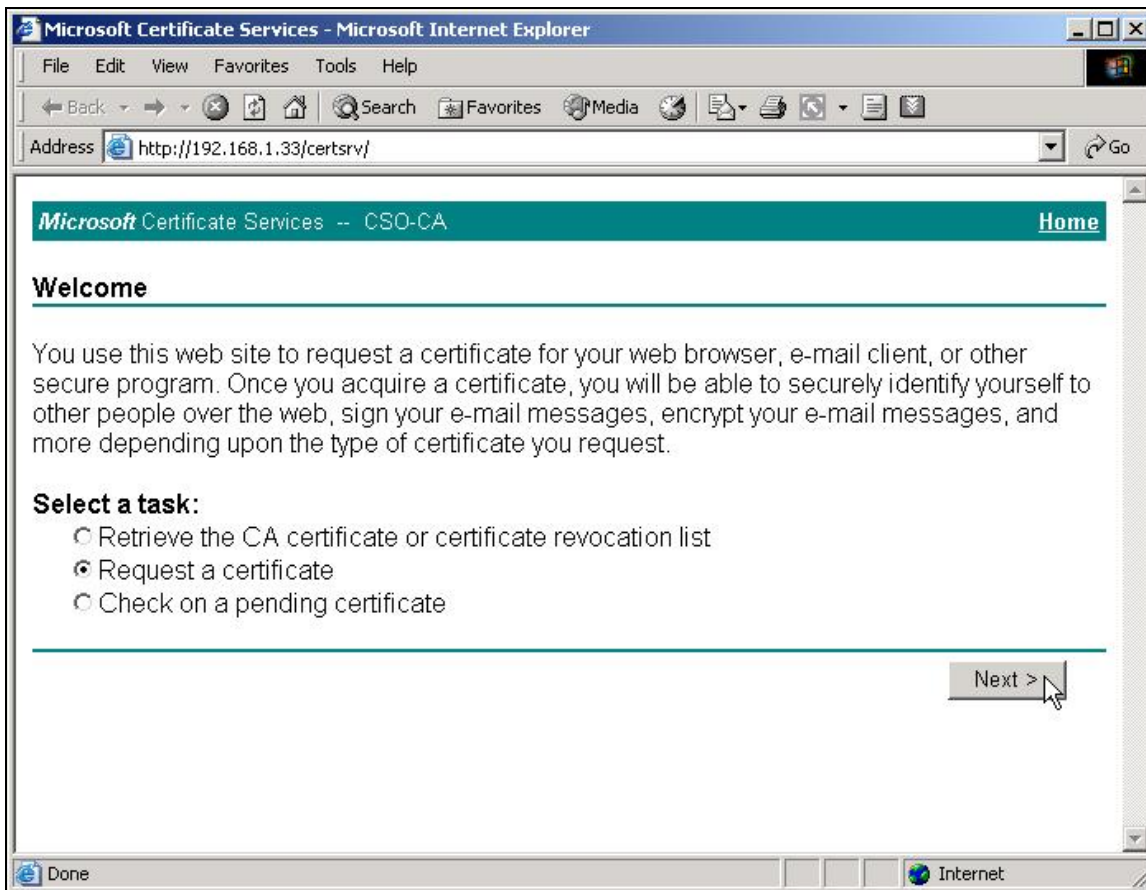 Microsoft Certificate Services - Microsoft Internet Explorer
File Edit View Favorites Tools Help
Back Search Favorites Media
Address http://192.168.1.33/certsrv/ Go
Microsoft Certificate Services -- CSO-CA Home
Welcome
You use this web site to request a certificate for your web browser, e-mail client, or other
secure program. Once you acquire a certificate, you will be able to securely identify yourself to
other people over the web, sign your e-mail messages, encrypt your e-mail messages, and
more depending upon the type of certificate you request.
Select a task:
Retrieve the CA certificate or certificate revocation list
Request a certificate
Check on a pending certificate
Next >
Done Internet